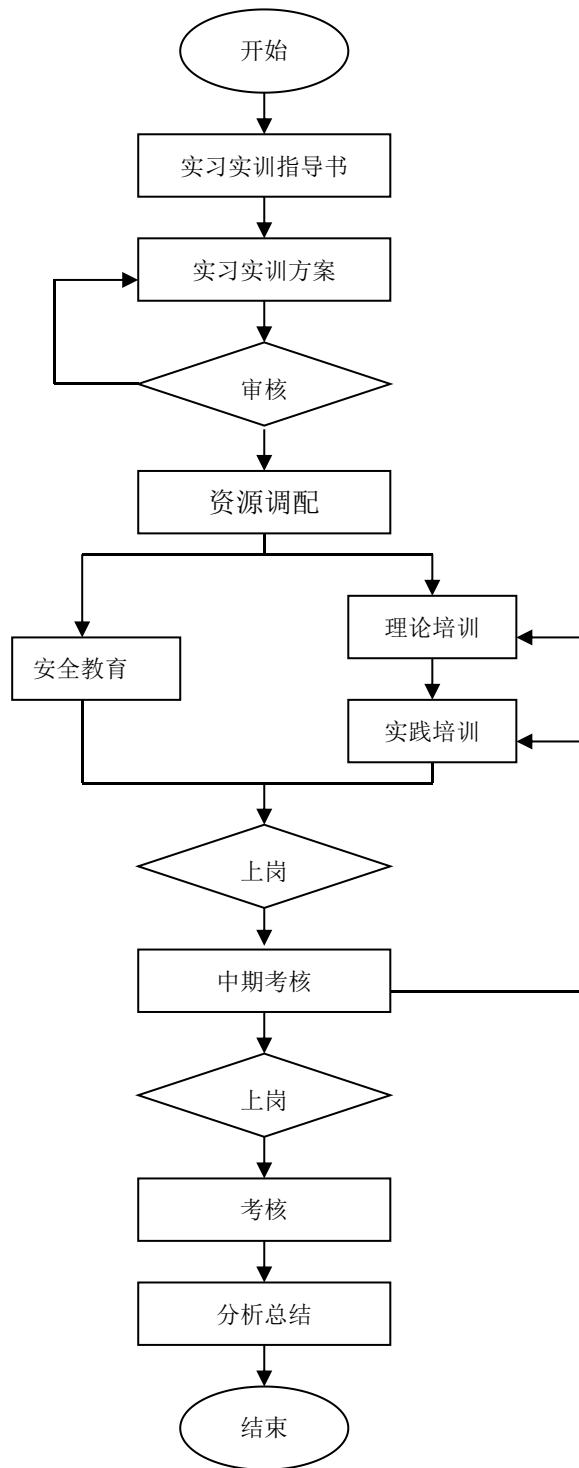 开始
实习实训指导书
实习实训方案
审核
资源调配
理论培训
安全教育
实践培训
上岗
中期考核
上岗
考核
分析总结
结束